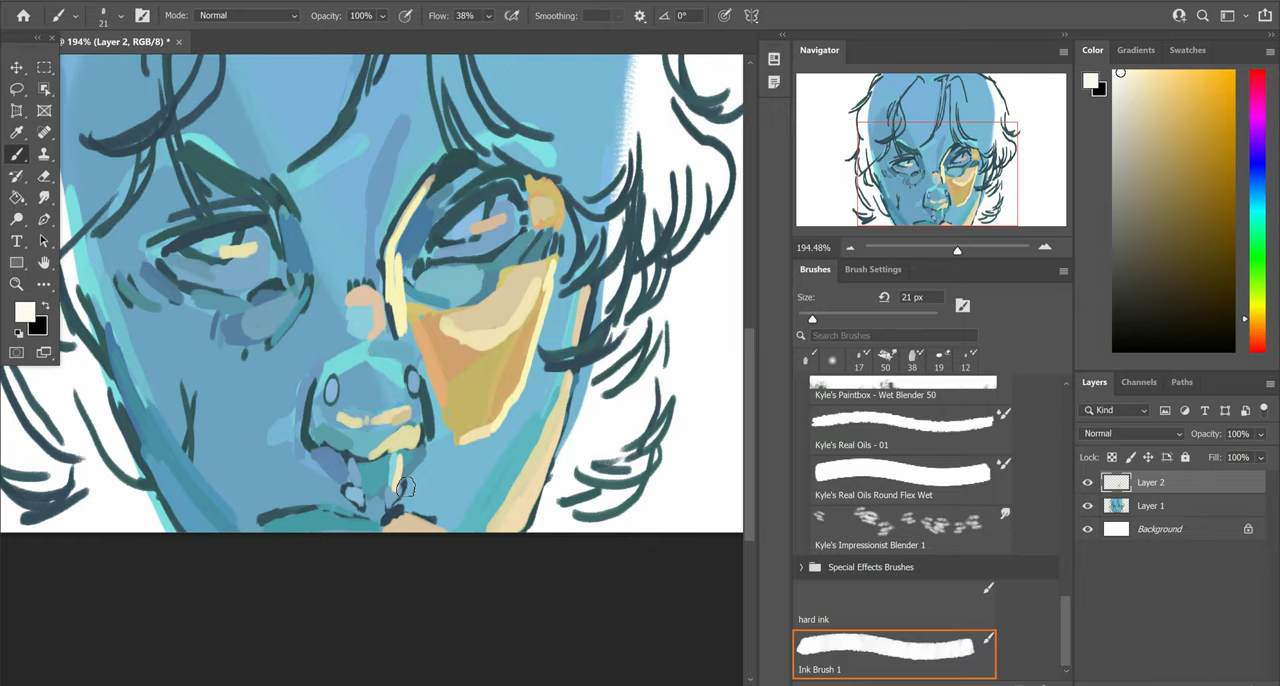 21
Mode:
Normal
Opacity:
100%
Flow:
38%
Smoothing:
0°
@ 194% (Layer 2, RGB/8) *
Navigator
194.48%
Brushes
Brush Settings
Size:
21 px
Search Brushes
17
50
38
19
12
Kyle's Paintbox - Wet Blender 50
Kyle's Real Oils - 01
Kyle's Real Oils Round Flex Wet
Kyle's Impressionist Blender 1
Special Effects Brushes
hard ink
Ink Brush 1
Color
Gradients
Swatches
Layers
Channels
Paths
Kind
Normal
Opacity:
100%
Lock:
Fill:
100%
Layer 2
Layer 1
Background